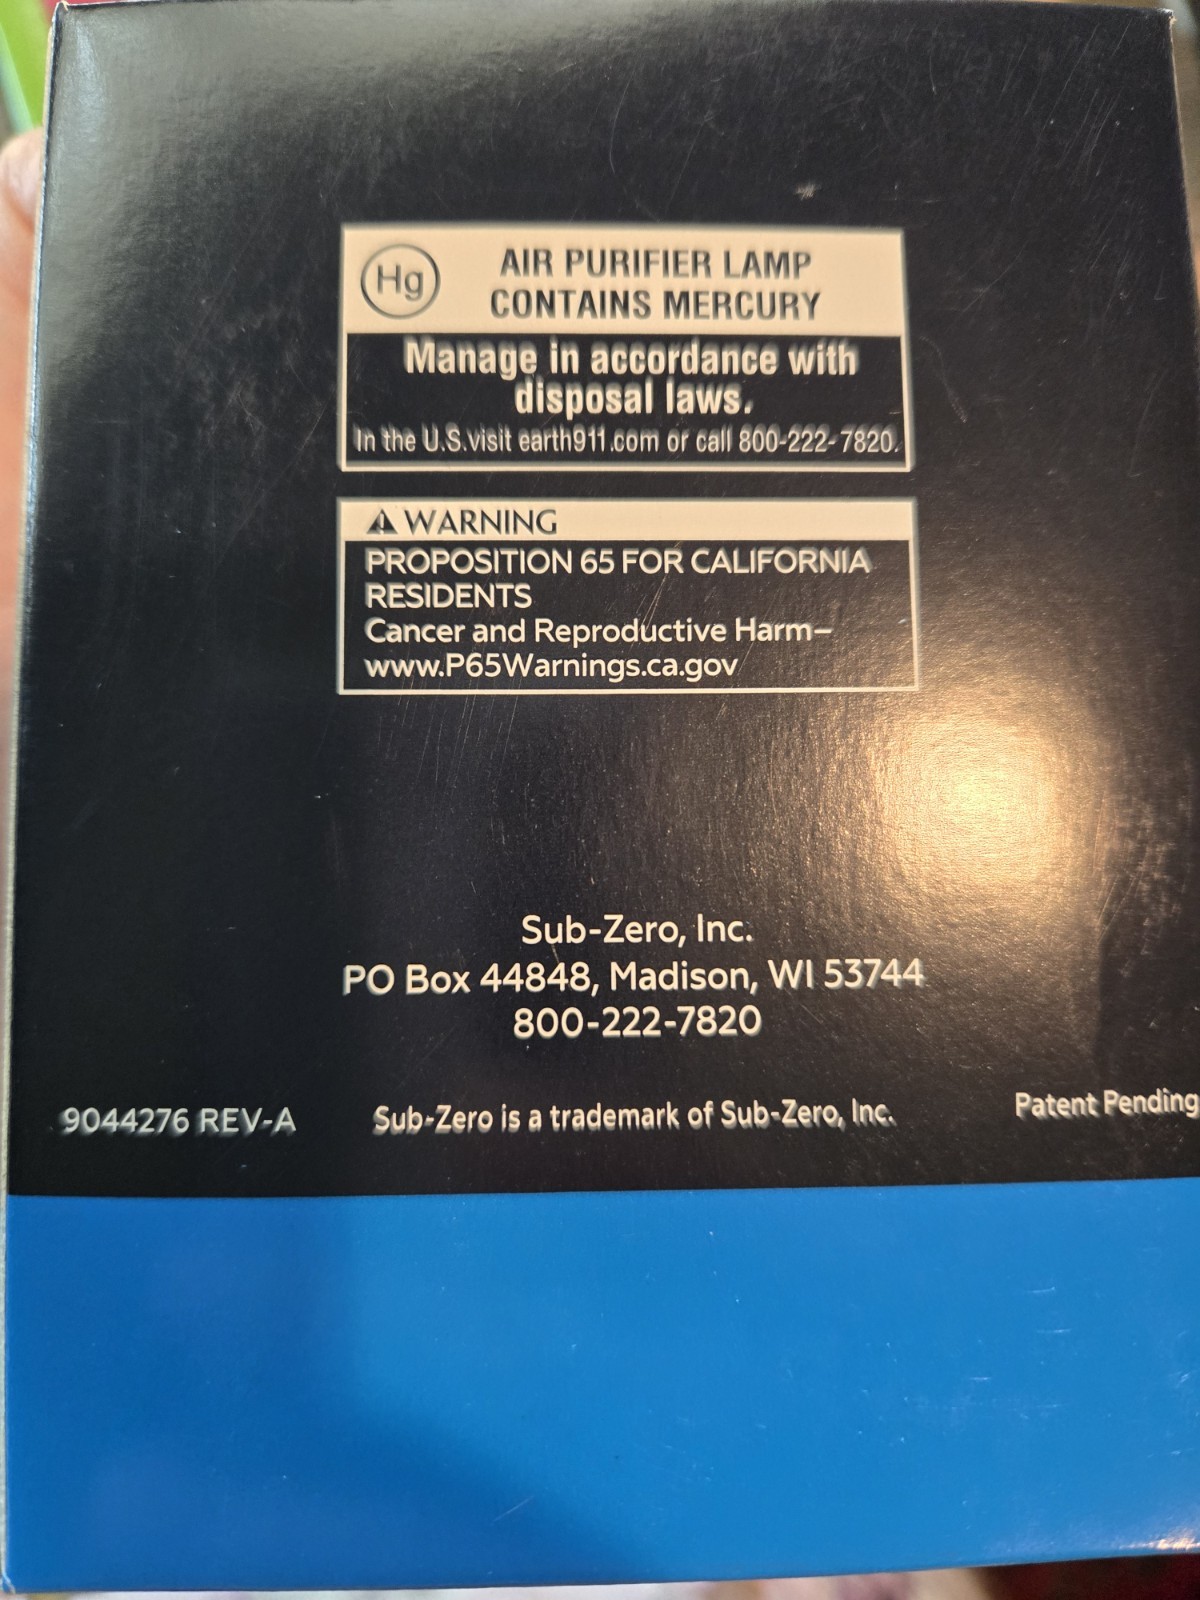 Hg
AIR PURIFIER LAMP
CONTAINS MERCURY
Manage in accordance with
disposal laws.
In the U.S.visit earth911.com or call 800-222-7820.
⚠ WARNING
PROPOSITION 65 FOR CALIFORNIA
RESIDENTS
Cancer and Reproductive Harm–
www.P65Warnings.ca.gov
Sub-Zero, Inc.
PO Box 44848, Madison, WI 53744
800-222-7820
9044276 REV-A Sub-Zero is a trademark of Sub-Zero, Inc. Patent Pending